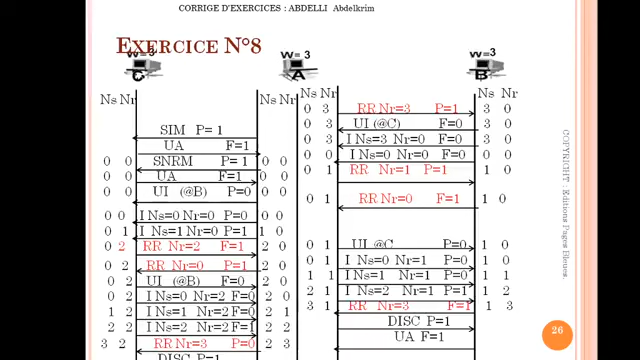 CORRIGE D'EXERCICES : ABDELLI Abdelkrim
EXERCICE N°8
W= 3 W= 3 W=3
C A B
Ns Nr Ns Nr Ns Nr Ns Nr
0 3 RR Nr=3 P=1 3 0
0 3 UI (@C) F=0 3 0
SIM P= 1
0 3 I Ns=3 Nr=0 F=0 3 0
UA F=1
0 0 I Ns=0 Nr=0 F=0 0 0
0 0 SNRM P= 1 0 0
0 1 RR Nr=1 P=1 1 0
0 0 UA F=1 0 0
0 0 UI (@B) P=0 0 0
0 1 RR Nr=0 F=1 1 0
0 0 I Ns=0 Nr=0 P=0 0 0
0 1 I Ns=1 Nr=0 P=1 1 0
0 2 RR Nr=2 F=1 2 0
0 1 UI @C P=0 1 0
0 2 RR Nr=0 P=1 2 0
0 1 I Ns=0 Nr=1 P=0 1 0
0 2 UI (@B) F=0 2 0
1 1 I Ns=1 Nr=1 P=0 1 1
0 2 I Ns=0 Nr=2 F=0 2 0
2 1 I Ns=2 Nr=1 P=1 1 2
1 2 I Ns=1 Nr=2 F=0 2 1
3 1 RR Nr=3 F=1 1 3
2 2 I Ns=2 Nr=2 F=1 2 2
DISC P=1
3 2 RR Nr=3 P=0 2 3
UA F=1
DISC P=1
COPYRIGHT : Editions Pages Bleues.
26